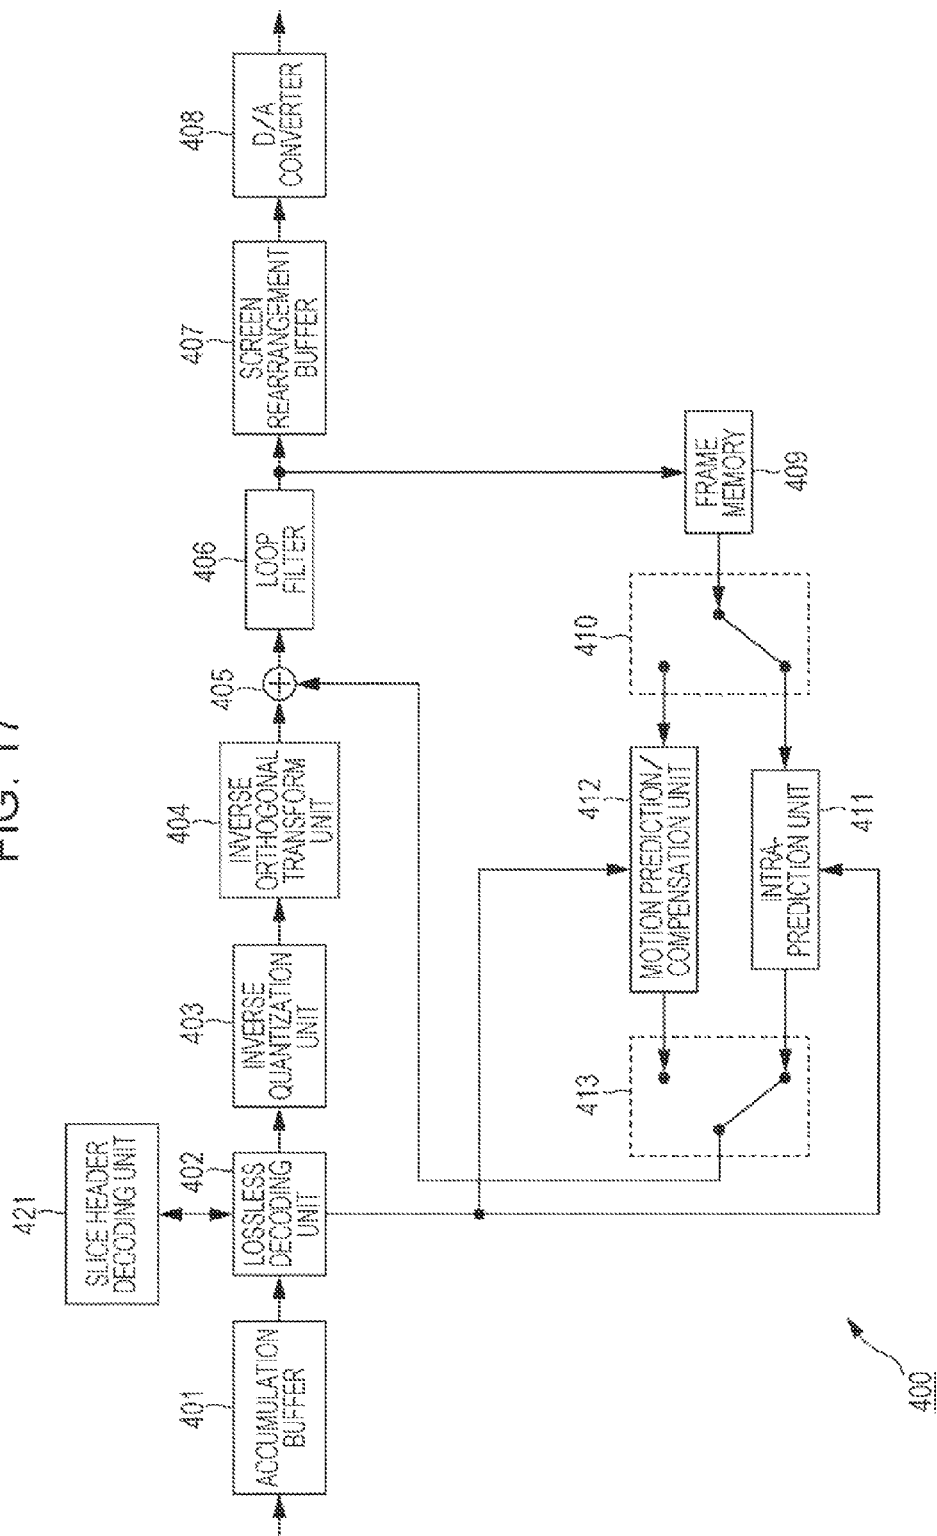 FIG. 17
400
401
ACCUMULATION
BUFFER
402
LOSSLESS
DECODING
UNIT
421
SLICE HEADER
DECODING UNIT
403
INVERSE
QUANTIZATION
UNIT
404
INVERSE
ORTHOGONAL
TRANSFORM
UNIT
405
+
406
LOOP
FILTER
407
SCREEN
REARRANGEMENT
BUFFER
408
D/A
CONVERTER
409
FRAME
MEMORY
410
411
INTRA-
PREDICTION UNIT
412
MOTION PREDICTION/
COMPENSATION UNIT
413